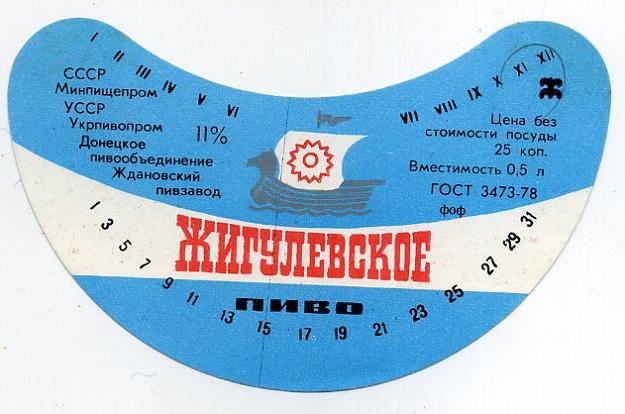 I II III IV V VI
VII VIII IX X XI XII
СССР
Минпищепром
УССР
Укрпивопром
Донецкое
пивообъединение
Ждановский
пивзавод
11%
Цена без
стоимости посуды
25 коп.
Вместимость 0,5 л
ГОСТ 3473-78
фоф
ЖИГУЛЕВСКОЕ
ПИВО
1 3 5 7 9 11 13 15 17 19 21 23 25 27 29 31